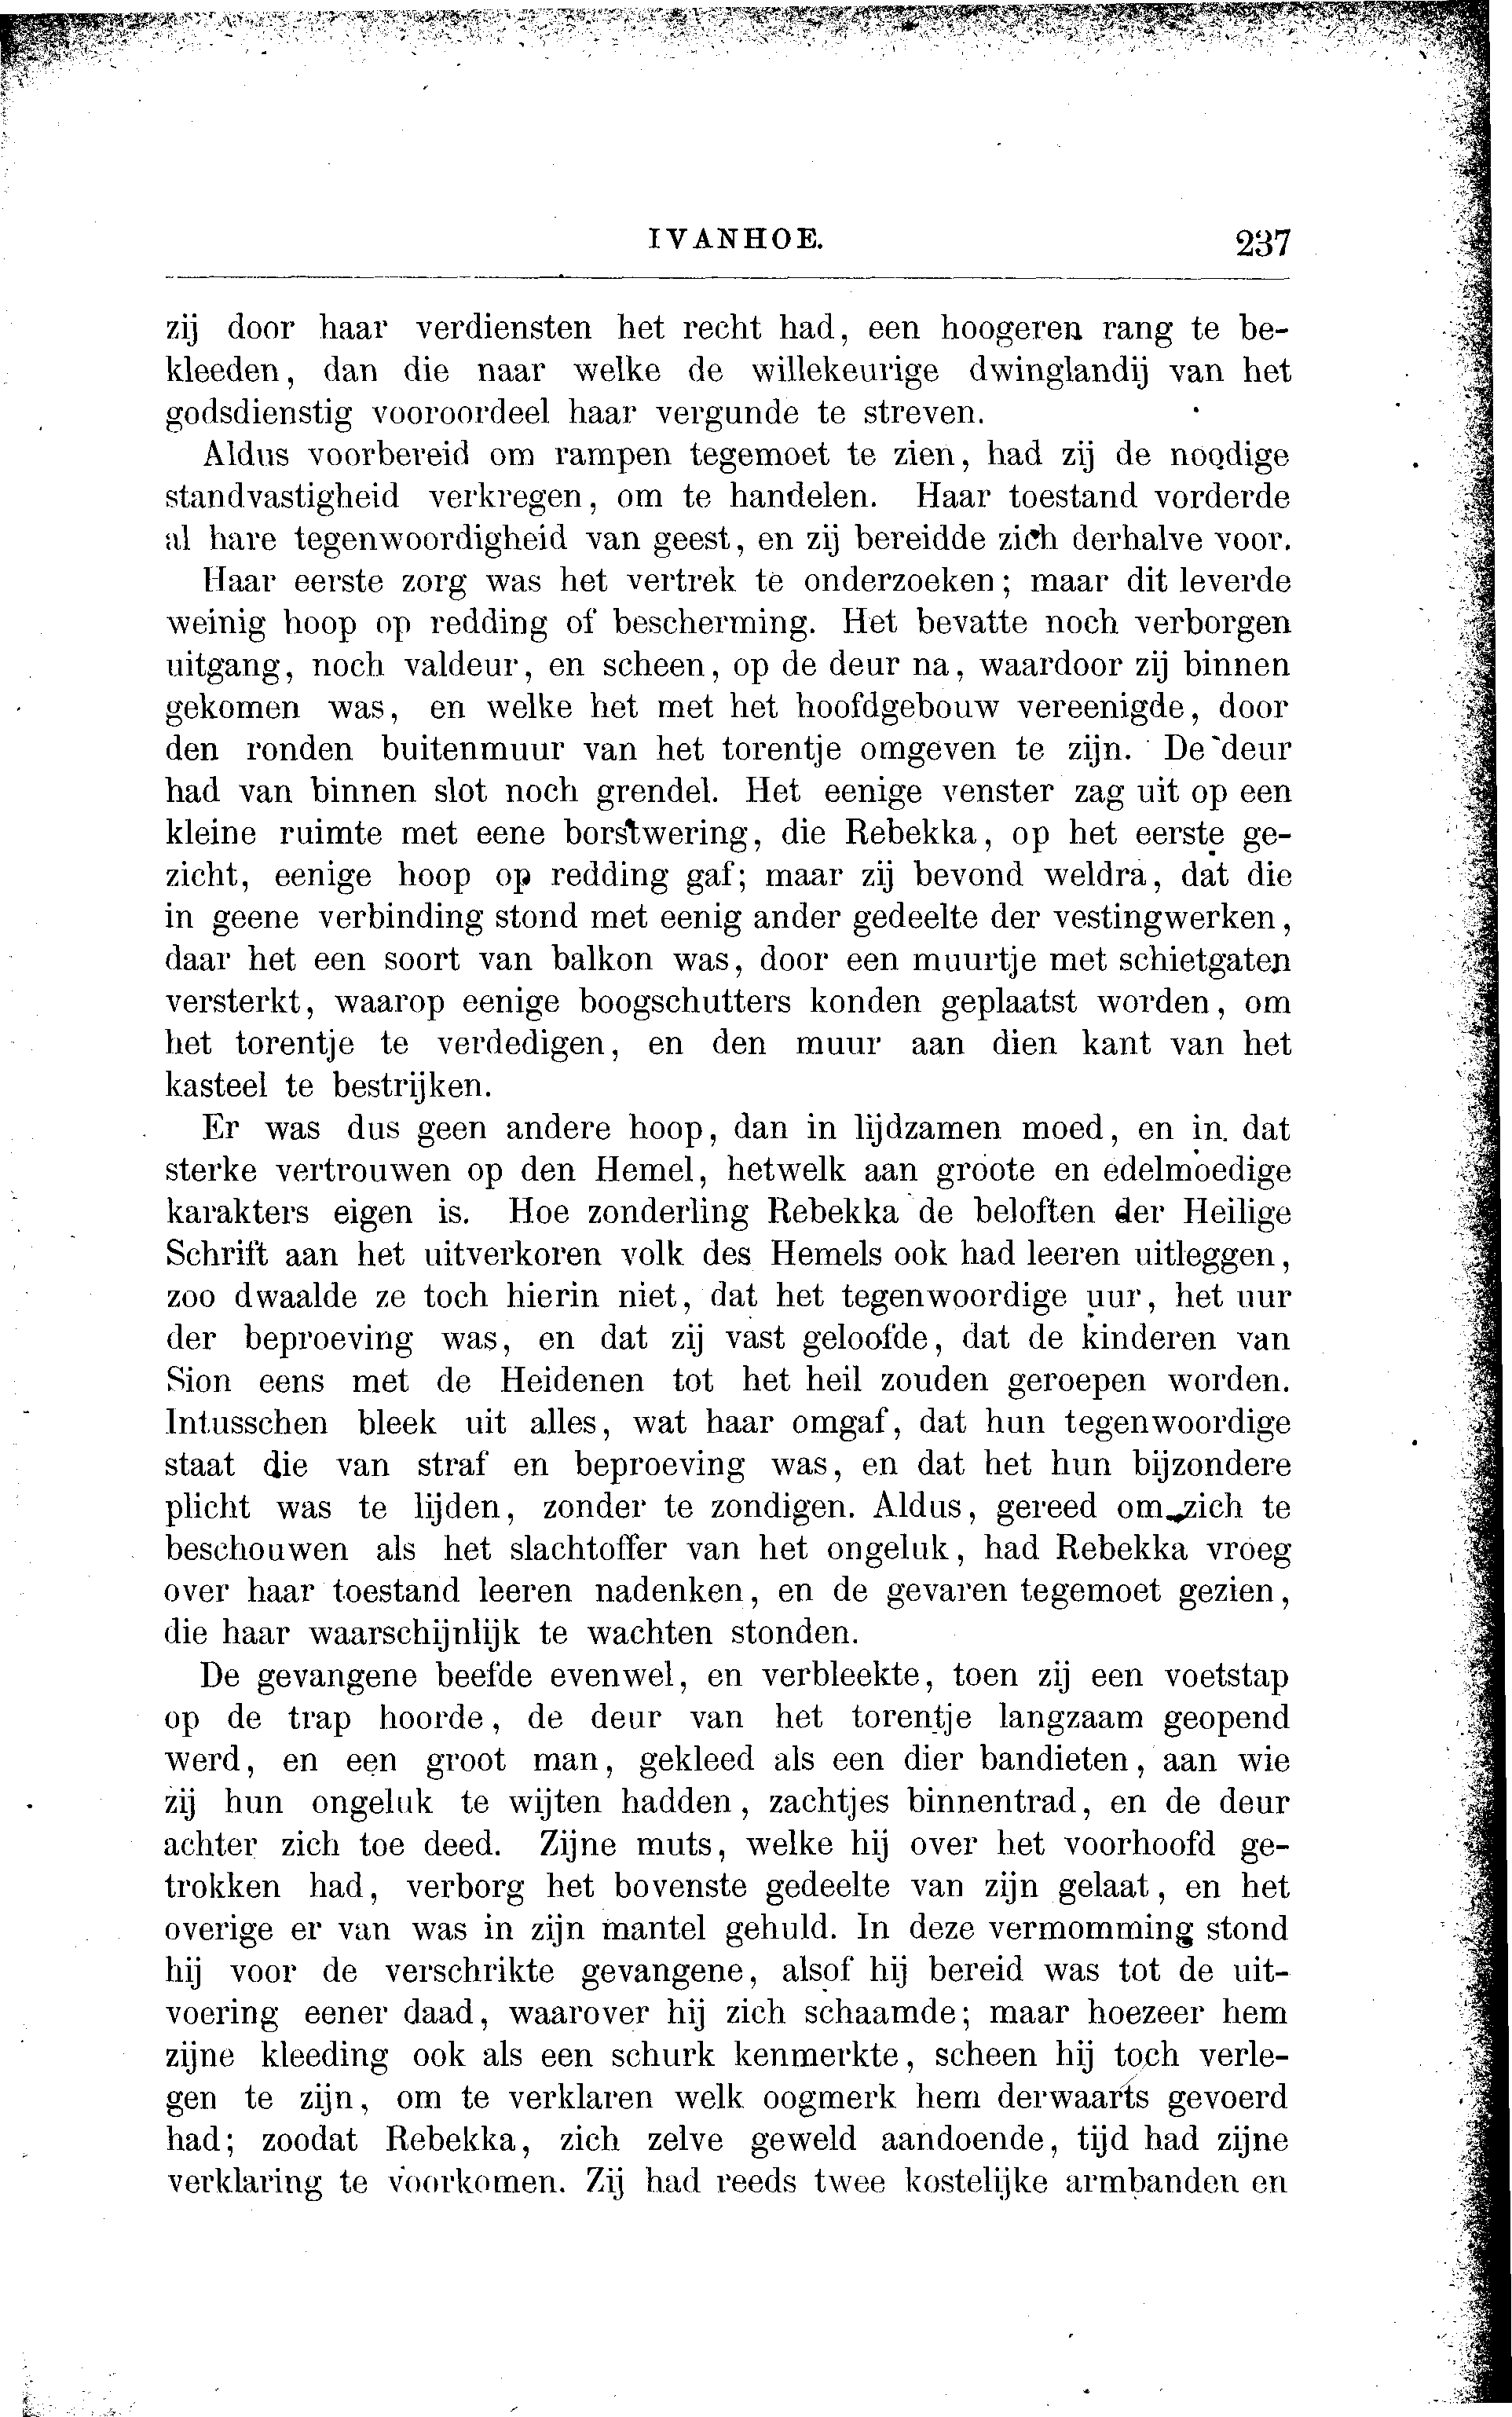 IVANHOE. 237
zij door haar verdiensten het recht had, een hoogeren rang te be-
kleeden, dan die naar welke de willekeurige dwinglandij van het
godsdienstig vooroordeel haar vergunde te streven.
Aldus voorbereid om rampen tegemoet te zien, had zij de noodige
standvastigheid verkregen, om te handelen. Haar toestand vorderde
al hare tegenwoordigheid van geest, en zij bereidde zich derhalve voor.
Haar eerste zorg was het vertrek te onderzoeken; maar dit leverde
weinig hoop op redding of bescherming. Het bevatte noch verborgen
uitgang, noch valdeur, en scheen, op de deur na, waardoor zij binnen
gekomen was, en welke het met het hoofdgebouw vereenigde, door
den ronden buitenmuur van het torentje omgeven te zijn. De deur
had van binnen slot noch grendel. Het eenige venster zag uit op een
kleine ruimte met eene borstwering, die Rebekka, op het eerste ge-
zicht, eenige hoop op redding gaf; maar zij bevond weldra, dat die
in geene verbinding stond met eenig ander gedeelte der vestingwerken,
daar het een soort van balkon was, door een muurtje met schietgaten
versterkt, waarop eenige boogschutters konden geplaatst worden, om
het torentje te verdedigen, en den muur aan dien kant van het
kasteel te bestrijken.
Er was dus geen andere hoop, dan in lijdzamen moed, en in dat
sterke vertrouwen op den Hemel, hetwelk aan groote en edelmoedige
karakters eigen is. Hoe zonderling Rebekka de beloften der Heilige
Schrift aan het uitverkoren volk des Hemels ook had leeren uitleggen,
zoo dwaalde ze toch hierin niet, dat het tegenwoordige uur, het uur
der beproeving was, en dat zij vast geloofde, dat de kinderen van
Sion eens met de Heidenen tot het heil zouden geroepen worden.
Intusschen bleek uit alles, wat haar omgaf, dat hun tegenwoordige
staat die van straf en beproeving was, en dat het hun bijzondere
plicht was te lijden, zonder te zondigen. Aldus, gereed om zich te
beschouwen als het slachtoffer van het ongeluk, had Rebekka vroeg
over haar toestand leeren nadenken, en de gevaren tegemoet gezien,
die haar waarschijnlijk te wachten stonden.
De gevangene beefde evenwel, en verbleekte, toen zij een voetstap
op de trap hoorde, de deur van het torentje langzaam geopend
werd, en een groot man, gekleed als een dier bandieten, aan wie
zij hun ongeluk te wijten hadden, zachtjes binnentrad, en de deur
achter zich toe deed. Zijne muts, welke hij over het voorhoofd ge-
trokken had, verborg het bovenste gedeelte van zijn gelaat, en het
overige er van was in zijn mantel gehuld. In deze vermomming stond
hij voor de verschrikte gevangene, alsof hij bereid was tot de uit-
voering eener daad, waarover hij zich schaamde; maar hoezeer hem
zijne kleeding ook als een schurk kenmerkte, scheen hij toch verle-
gen te zijn, om te verklaren welk oogmerk hem derwaarts gevoerd
had; zoodat Rebekka, zich zelve geweld aandoende, tijd had zijne
verklaring te voorkomen. Zij had reeds twee kostelijke armbanden en